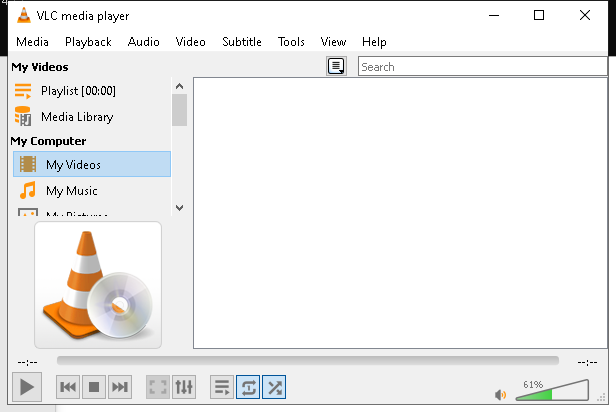 VLC media player
Media Playback Audio Video Subtitle Tools View Help
My Videos
Search
Playlist [00:00]
Media Library
My Computer
My Videos
My Music
My Pictures
--:-- --:--
61%